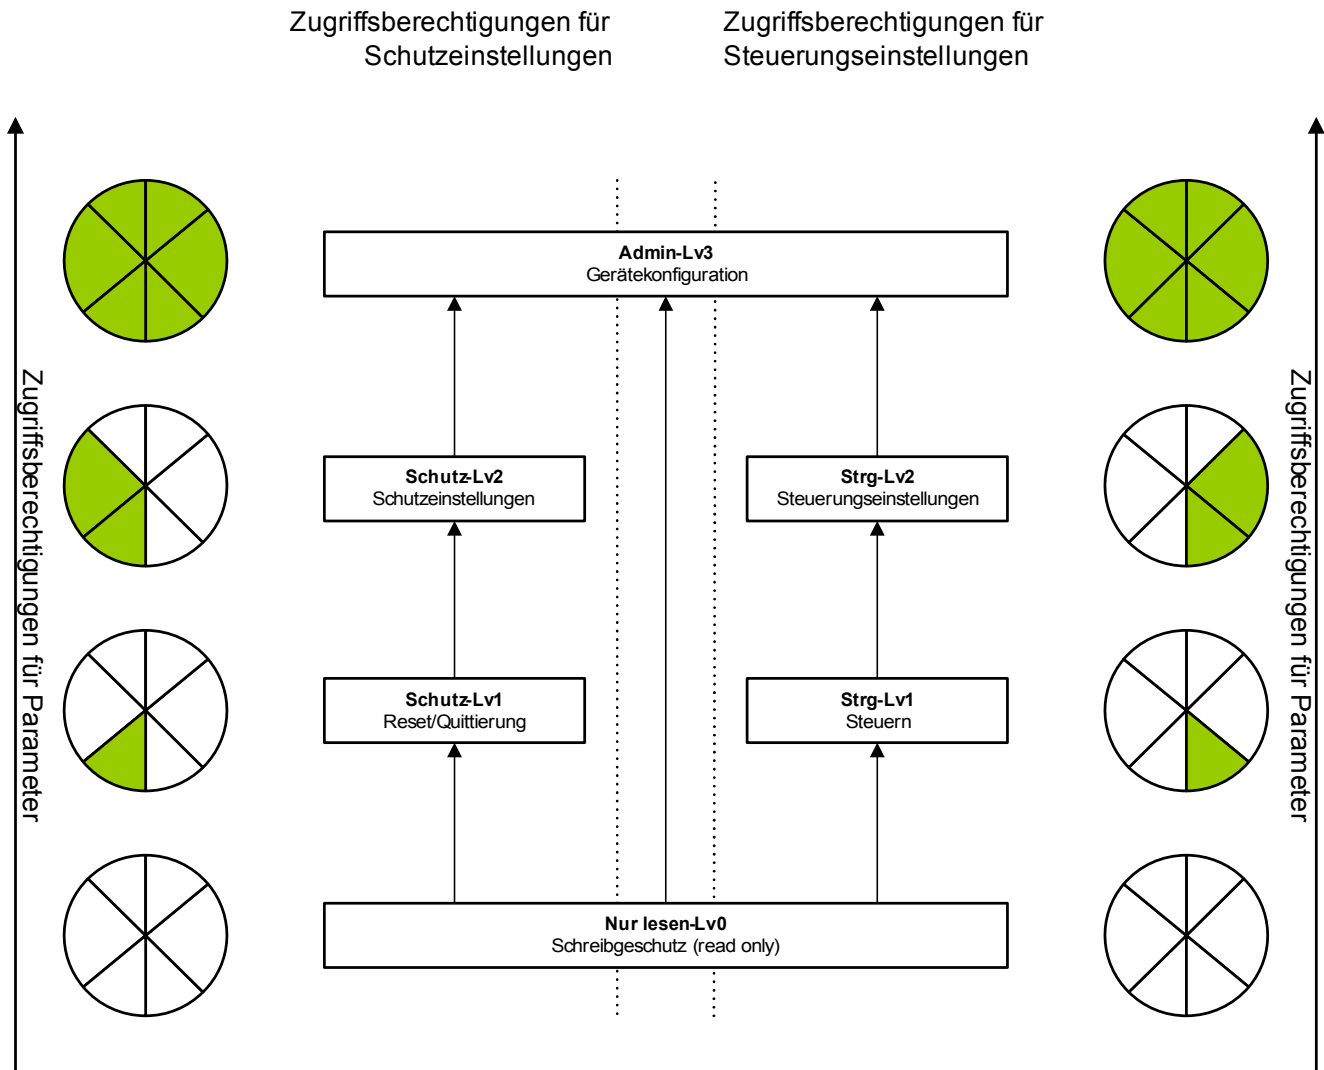 Zugriffsberechtigungen für
Schutzeinstellungen
Zugriffsberechtigungen für
Steuerungseinstellungen
Admin-Lv3
Gerätekonfiguration
Zugriffsberechtigungen für Parameter
Zugriffsberechtigungen für Parameter
Schutz-Lv2
Schutzeinstellungen
Strg-Lv2
Steuerungseinstellungen
Schutz-Lv1
Reset/Quittierung
Strg-Lv1
Steuern
Nur lesen-Lv0
Schreibgeschutz (read only)